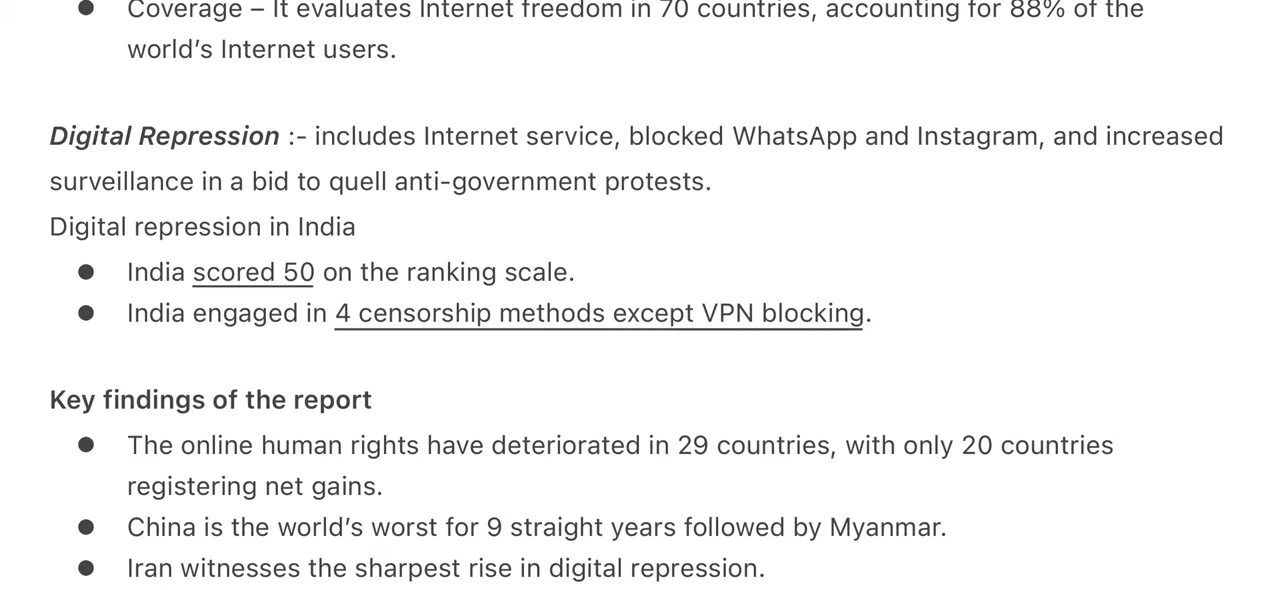 ● Coverage – It evaluates Internet freedom in 70 countries, accounting for 88% of the
world's Internet users.
Digital Repression :- includes Internet service, blocked WhatsApp and Instagram, and increased
surveillance in a bid to quell anti-government protests.
Digital repression in India
● India scored 50 on the ranking scale.
● India engaged in 4 censorship methods except VPN blocking.
Key findings of the report
● The online human rights have deteriorated in 29 countries, with only 20 countries
registering net gains.
● China is the world's worst for 9 straight years followed by Myanmar.
● Iran witnesses the sharpest rise in digital repression.